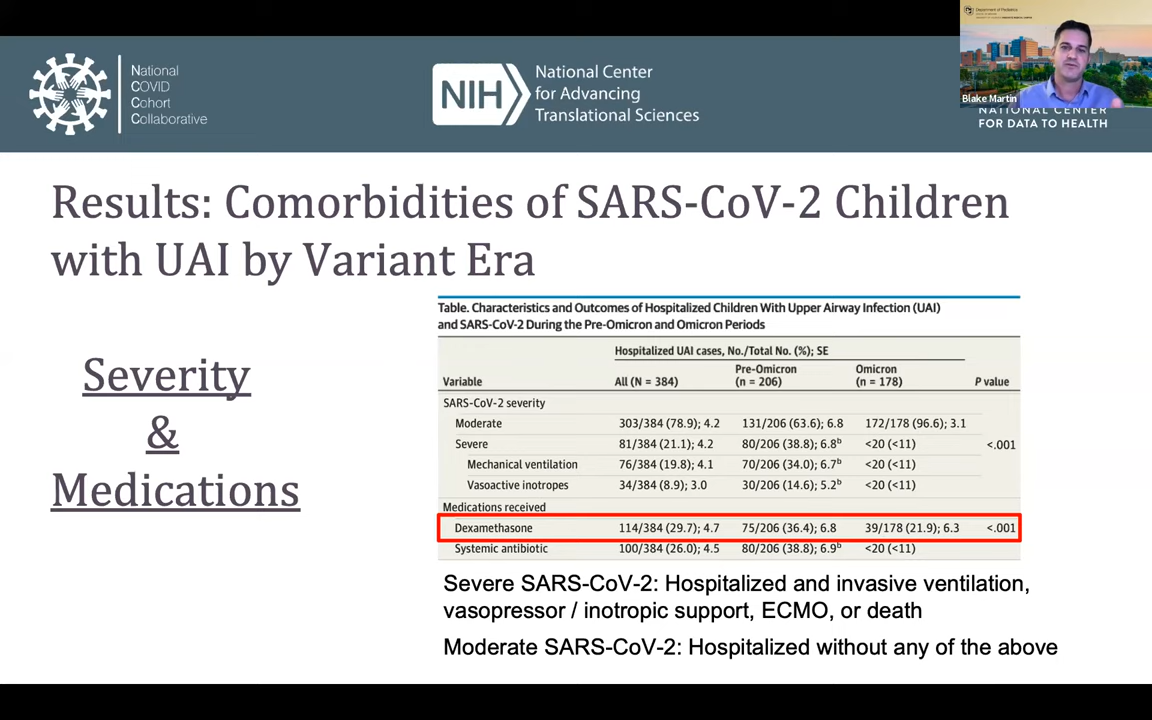 Department of Pediatrics
Blake Martin
National
COVID
Cohort
Collaborative
NIH
National Center
for Advancing
Translational Sciences
NATIONAL CENTER
FOR DATA TO HEALTH
Results: Comorbidities of SARS-CoV-2 Children
with UAI by Variant Era
Severity
&
Medications
Table. Characteristics and Outcomes of Hospitalized Children With Upper Airway Infection (UAI)
and SARS-CoV-2 During the Pre-Omicron and Omicron Periods
Hospitalized UAI cases, No./Total No. (%); SE
Variable All (N = 384) Pre-Omicron (n = 206) Omicron (n = 178) P value
SARS-CoV-2 severity
Moderate 303/384 (78.9); 4.2 131/206 (63.6); 6.8 172/178 (96.6); 3.1
Severe 81/384 (21.1); 4.2 80/206 (38.8); 6.8b <20 (<11) <.001
Mechanical ventilation 76/384 (19.8); 4.1 70/206 (34.0); 6.7b <20 (<11)
Vasoactive inotropes 34/384 (8.9); 3.0 30/206 (14.6); 5.2b <20 (<11)
Medications received
Dexamethasone 114/384 (29.7); 4.7 75/206 (36.4); 6.8 39/178 (21.9); 6.3 <.001
Systemic antibiotic 100/384 (26.0); 4.5 80/206 (38.8); 6.9b <20 (<11)
Severe SARS-CoV-2: Hospitalized and invasive ventilation,
vasopressor / inotropic support, ECMO, or death
Moderate SARS-CoV-2: Hospitalized without any of the above